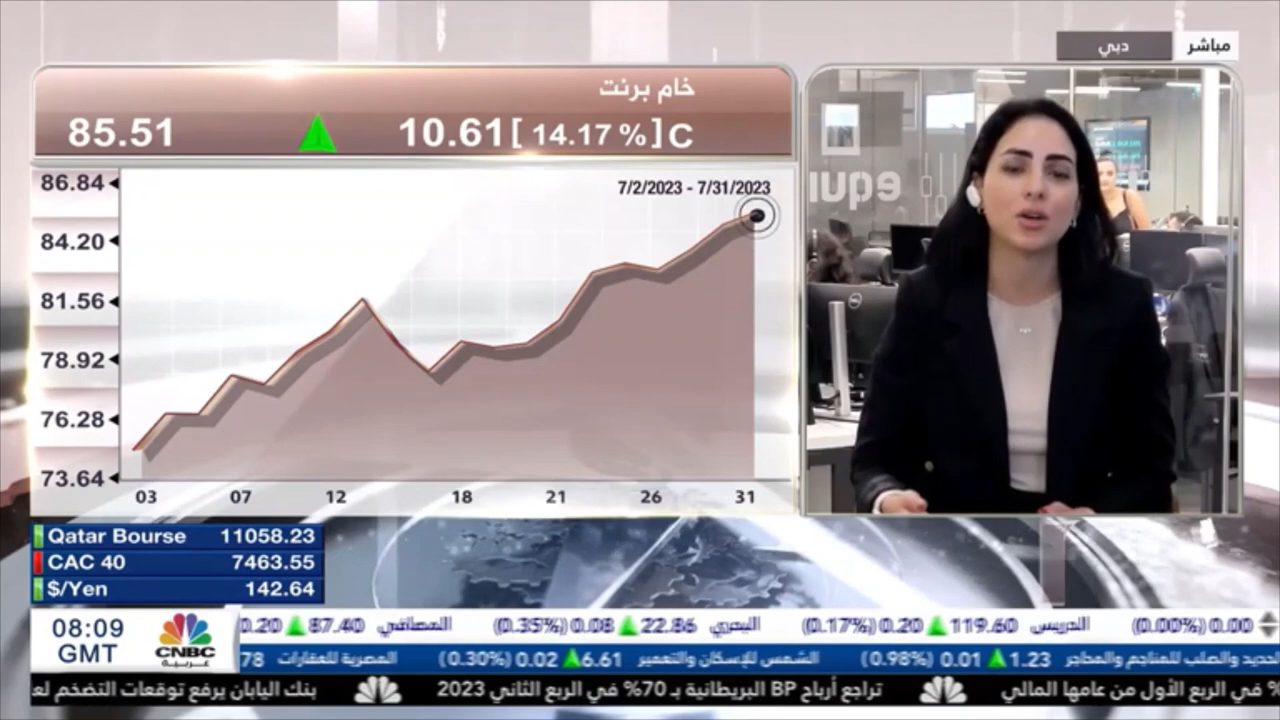 مباشر
دبي
خام برنت
85.51 10.61[ 14.17 %]C
7/2/2023 - 7/31/2023
86.84
84.20
81.56
78.92
76.28
73.64
03 07 12 18 21 26 31
equi
Qatar Bourse 11058.23
CAC 40 7463.55
$/Yen 142.64
08:09
GMT
CNBC
عربية
0.00 (0.00%) الدريس 119.60 0.20 (0.17%) 22.86 0.08 (0.35%) المصافي 87.40 0.20
الحديد والصلب للمناجم والمحاجر 1.23 0.01 (0.98%) الشمس للإسكان والتعمير 6.61 0.02 (0.30%) المصرية للعقارات 78
% في الربع الأول من عامها المالي تراجع أرباح BP البريطانية بـ 70% في الربع الثاني 2023 بنك اليابان يرفع توقعات التضخم لع